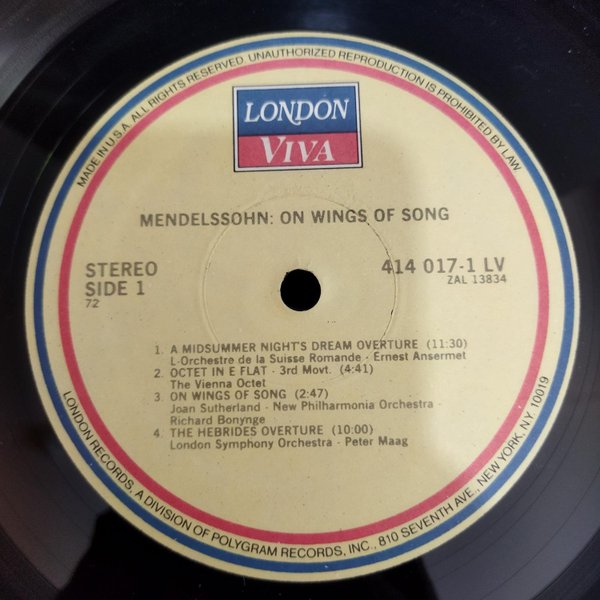 MADE IN U.S.A. ALL RIGHTS RESERVED UNAUTHORIZED REPRODUCTION IS PROHIBITED BY LAW
LONDON
VIVA
MENDELSSOHN: ON WINGS OF SONG
STEREO
SIDE 1
72
414 017-1 LV
ZAL 13834
1. A MIDSUMMER NIGHT'S DREAM OVERTURE (11:30)
L-Orchestre de la Suisse Romande - Ernest Ansermet
2. OCTET IN E FLAT - 3rd Movt. (4:41)
The Vienna Octet
3. ON WINGS OF SONG (2:47)
Joan Sutherland - New Philharmonia Orchestra -
Richard Bonynge
4. THE HEBRIDES OVERTURE (10:00)
London Symphony Orchestra - Peter Maag
LONDON RECORDS, A DIVISION OF POLYGRAM RECORDS, INC., 810 SEVENTH AVE., NEW YORK, NY. 10019